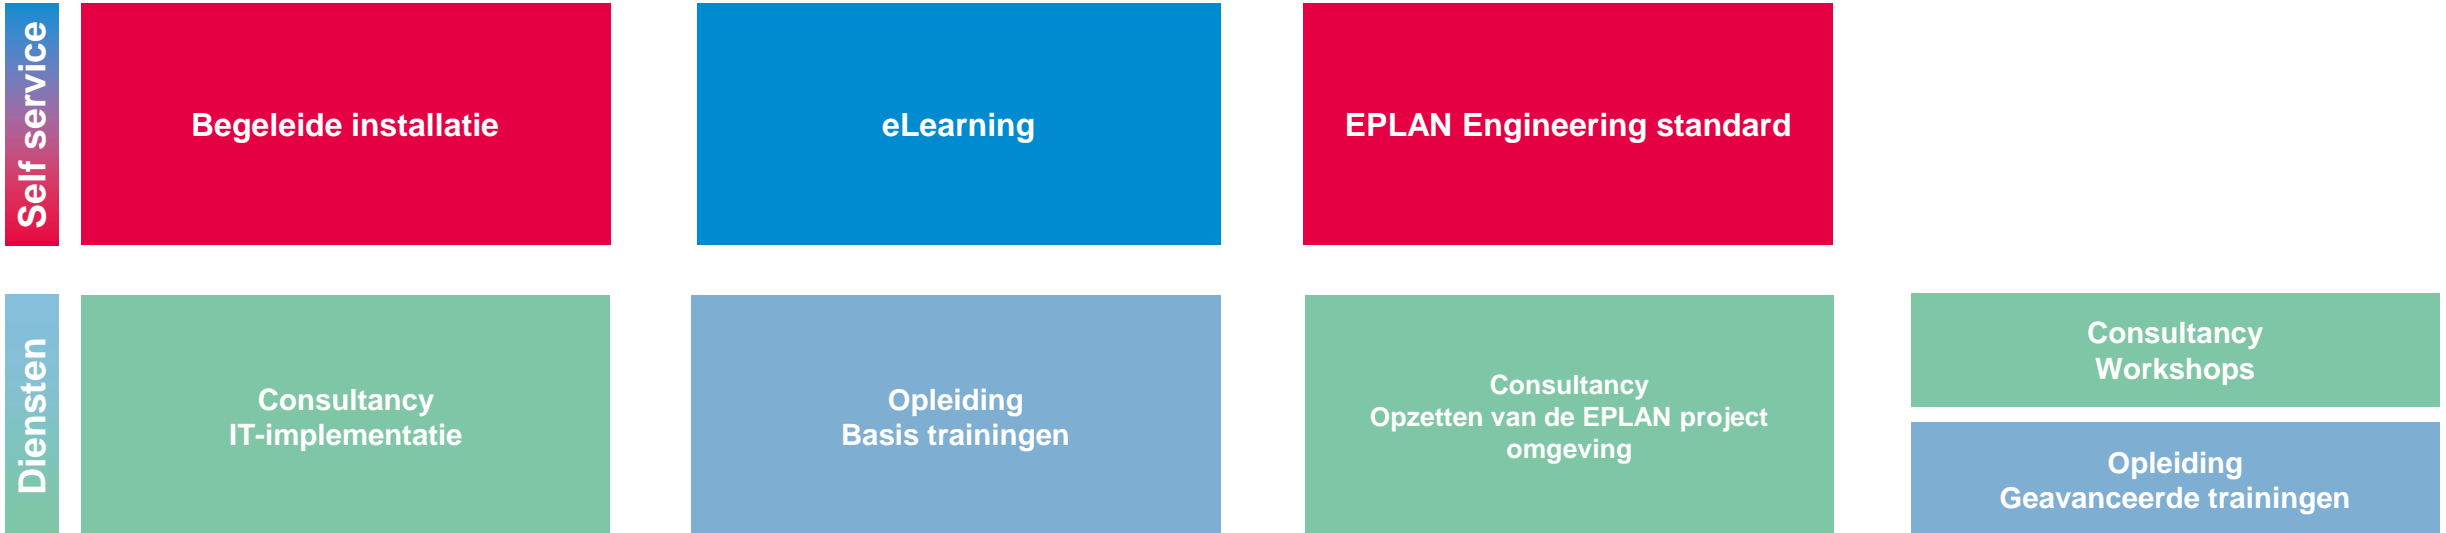 Self service
Begeleide installatie
eLearning
EPLAN Engineering standard
Diensten
Consultancy
IT-implementatie
Opleiding
Basis trainingen
Consultancy
Opzetten van de EPLAN project
omgeving
Consultancy
Workshops
Opleiding
Geavanceerde trainingen